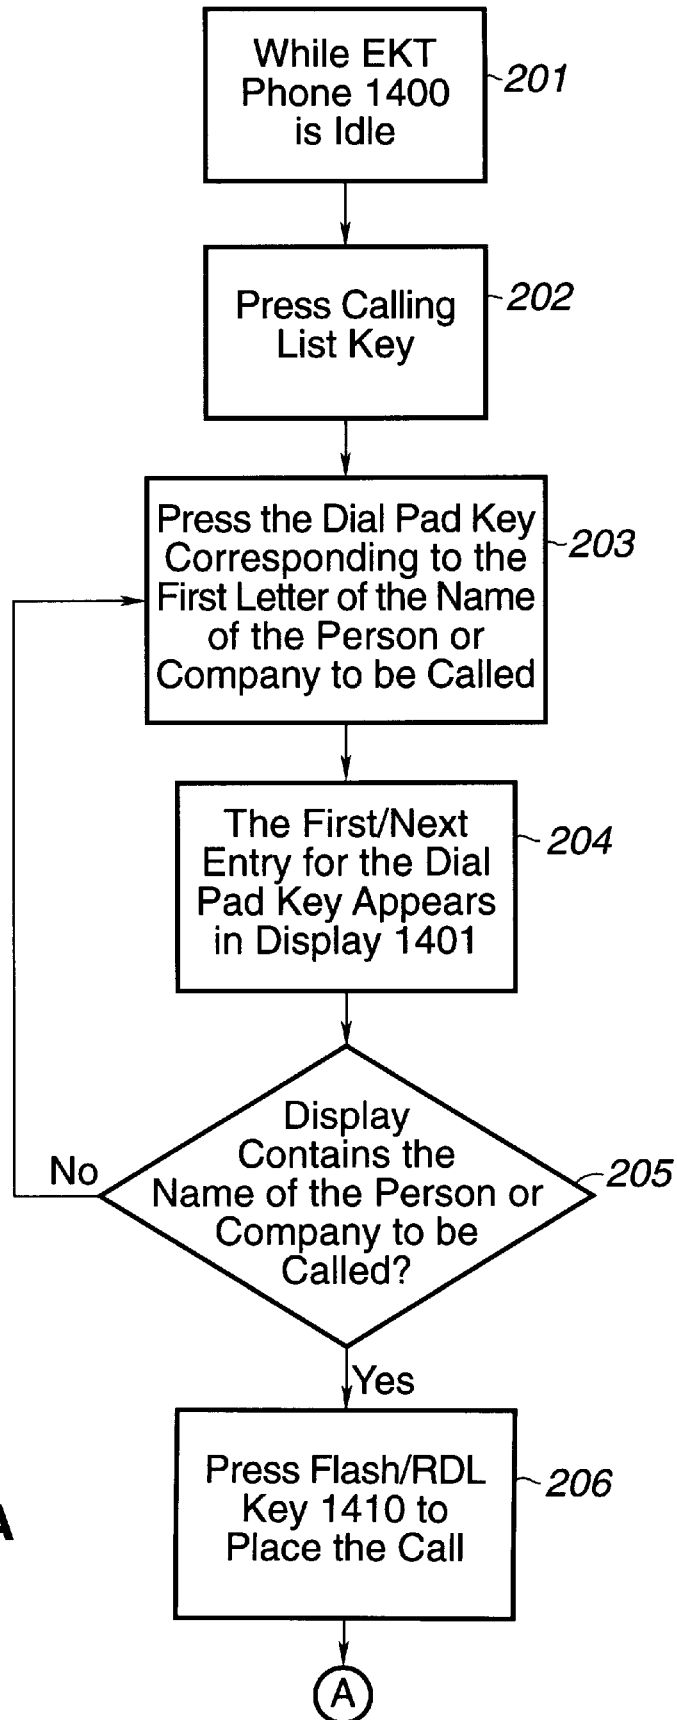 While EKT
Phone 1400
is Idle
201
Press Calling
List Key
202
Press the Dial Pad Key
Corresponding to the
First Letter of the Name
of the Person or
Company to be Called
203
The First/Next
Entry for the Dial
Pad Key Appears
in Display 1401
204
Display
Contains the
Name of the Person or
Company to be
Called?
205
No
Yes
Press Flash/RDL
Key 1410 to
Place the Call
206
A
A